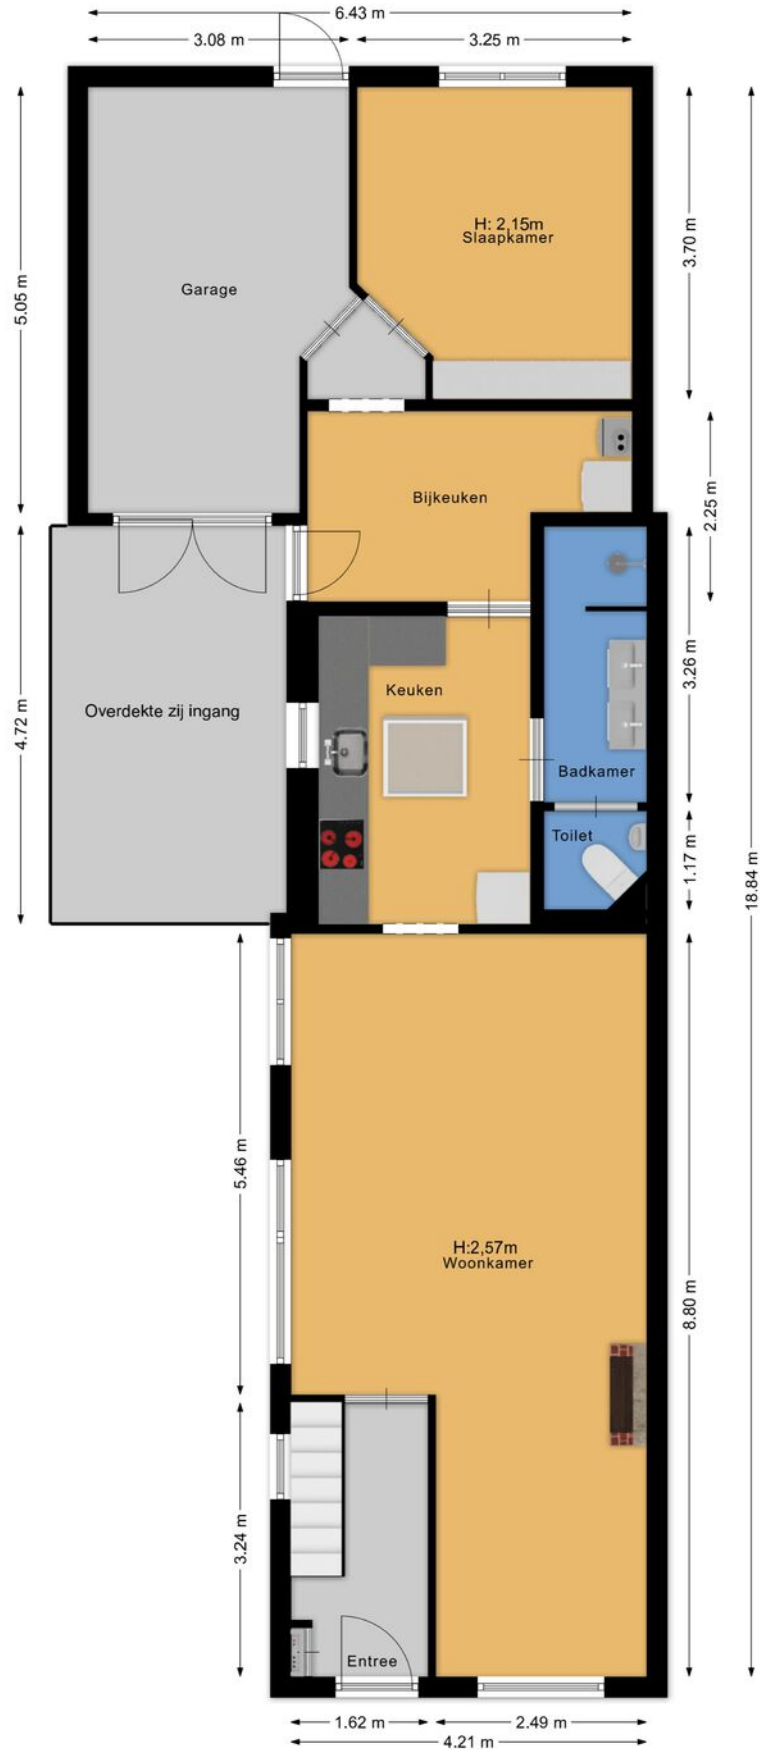 6.43 m
3.08 m
3.25 m
5.05 m
3.70 m
H: 2,15m
Slaapkamer
Garage
Bijkeuken
2.25 m
4.72 m
Overdekte zij ingang
Keuken
3.26 m
Badkamer
Toilet
1.17 m
18.84 m
5.46 m
H:2,57m
Woonkamer
8.80 m
3.24 m
Entree
1.62 m
2.49 m
4.21 m